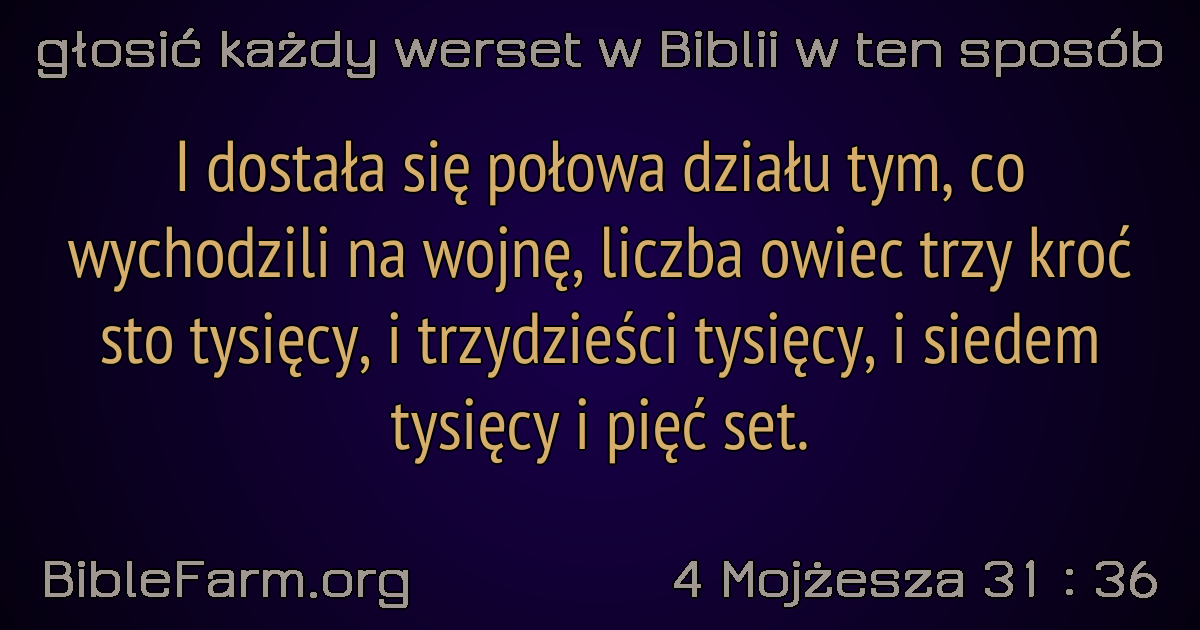 głosić każdy werset w Biblii w ten sposób
I dostała się połowa działu tym, co
wychodzili na wojnę, liczba owiec trzy kroć
sto tysięcy, i trzydzieści tysięcy, i siedem
tysięcy i pięć set.
BibleFarm.org
4 Mojżesza 31 : 36